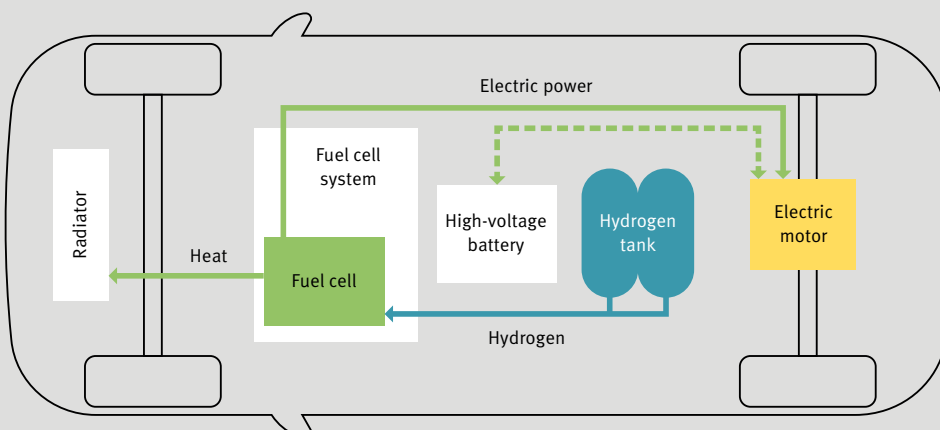 Electric power
Fuel cell
system
Radiator
High-voltage
battery
Hydrogen
tank
Electric
motor
Heat
Fuel cell
Hydrogen